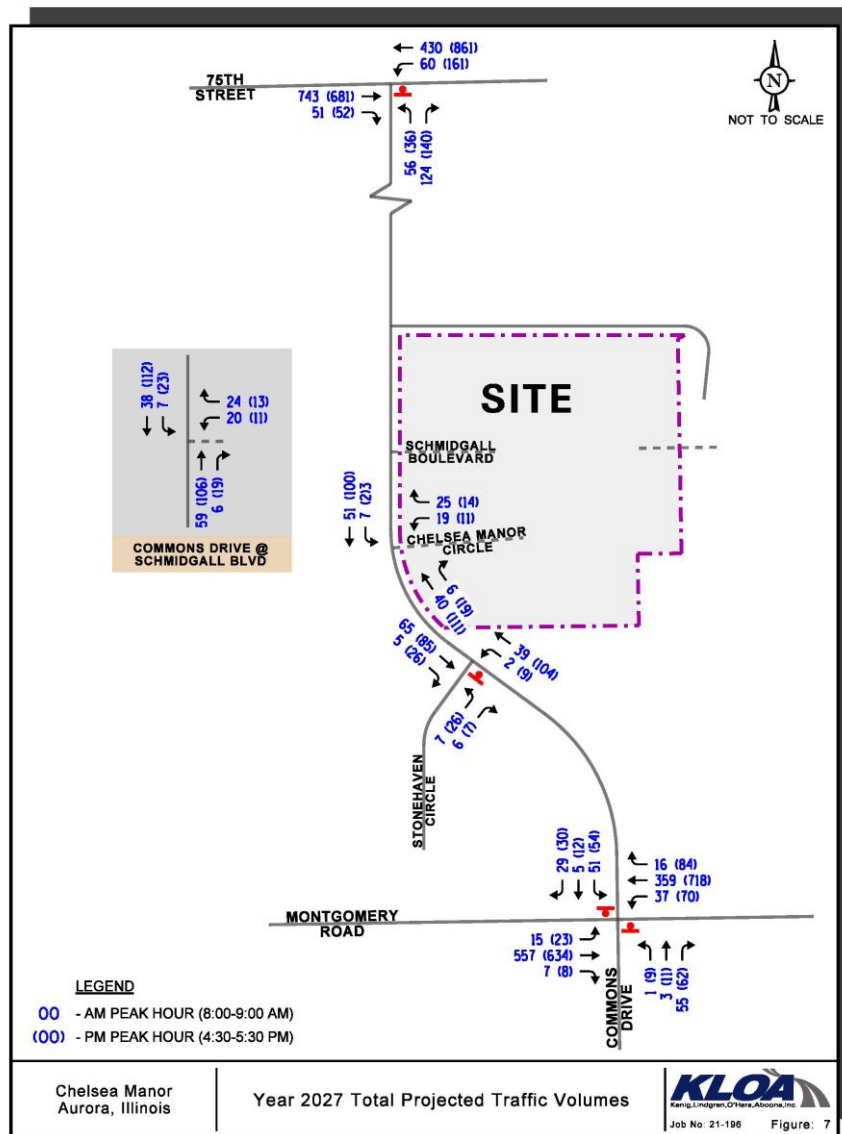 430 (861)
60 (161)
75TH
STREET
743 (681)
51 (52)
56 (36)
124 (140)
N
NOT TO SCALE
SITE
38 (112)
7 (23)
24 (13)
20 (11)
59 (106)
6 (19)
COMMONS DRIVE @
SCHMIDGALL BLVD
SCHMIDGALL
BOULEVARD
51 (100)
7 (2)3
25 (14)
19 (11)
CHELSEA MANOR
CIRCLE
6 (19)
40 (11)
65 (85)
5 (26)
39 (104)
2 (9)
7 (26)
6 (7)
STONEHAVEN
CIRCLE
29 (30)
5 (12)
51 (54)
16 (84)
359 (718)
37 (70)
MONTGOMERY
ROAD
15 (23)
557 (634)
7 (8)
1 (9)
3 (11)
55 (62)
COMMONS
DRIVE
LEGEND
00 - AM PEAK HOUR (8:00-9:00 AM)
(00) - PM PEAK HOUR (4:30-5:30 PM)
Chelsea Manor
Aurora, Illinois
Year 2027 Total Projected Traffic Volumes
KLOA
Kenig,Lindgren,O'Hara,Aboona,Inc.
Job No: 21-196 Figure: 7